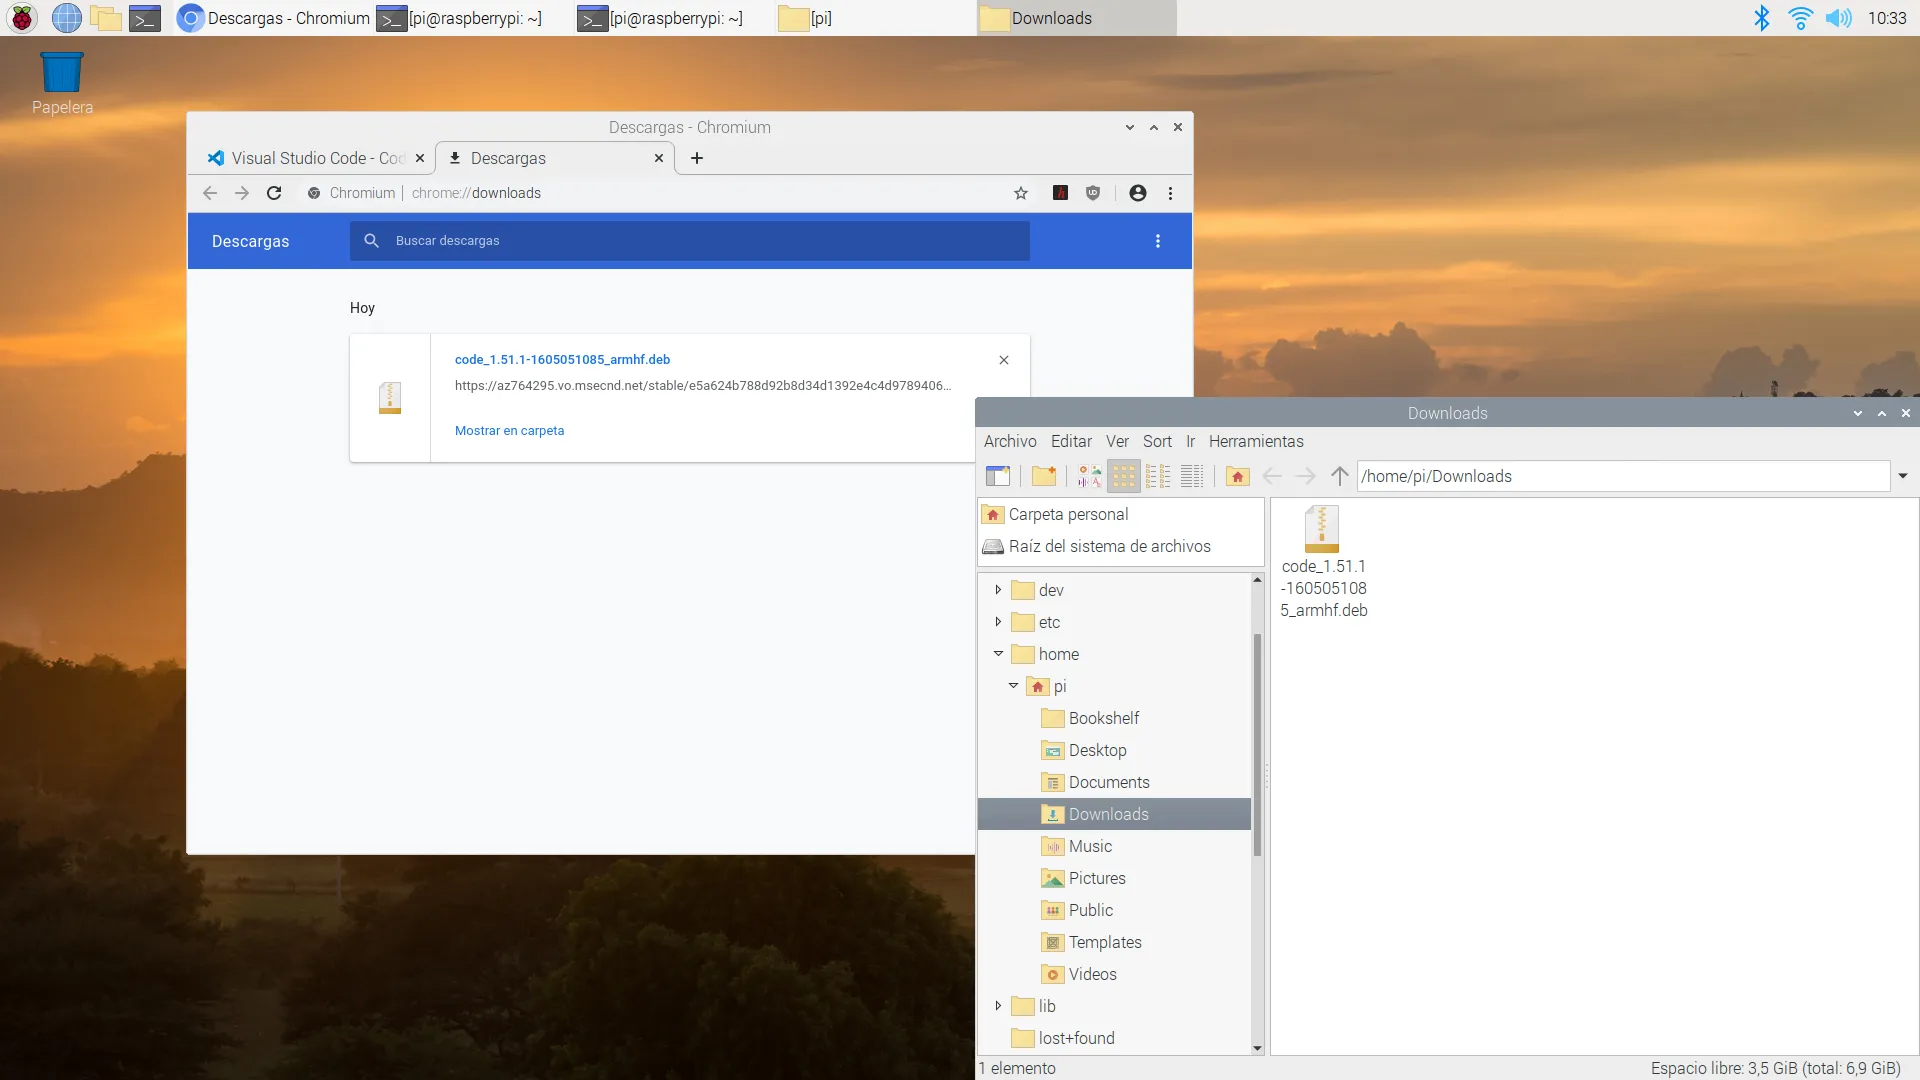 Descargas - Chromium
[pi@raspberrypi: ~]
[pi@raspberrypi: ~]
[pi]
Downloads
10:33
Papelera
Descargas - Chromium
Visual Studio Code - Cod
Descargas
Chromium | chrome://downloads
Descargas
Buscar descargas
Hoy
code_1.51.1-1605051085_armhf.deb
https://az764295.vo.msecnd.net/stable/e5a624b788d92b8d34d1392e4c4d9789406...
Mostrar en carpeta
Downloads
Archivo Editar Ver Sort Ir Herramientas
/home/pi/Downloads
Carpeta personal
Raíz del sistema de archivos
dev
etc
home
pi
Bookshelf
Desktop
Documents
Downloads
Music
Pictures
Public
Templates
Videos
lib
lost+found
code_1.51.1
-160505108
5_armhf.deb
1 elemento
Espacio libre: 3,5 GiB (total: 6,9 GiB)